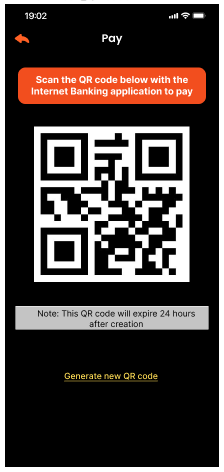 19:02
Pay
Scan the QR code below with the
Internet Banking application to pay
Note: This QR code will expire 24 hours
after creation
Generate new QR code